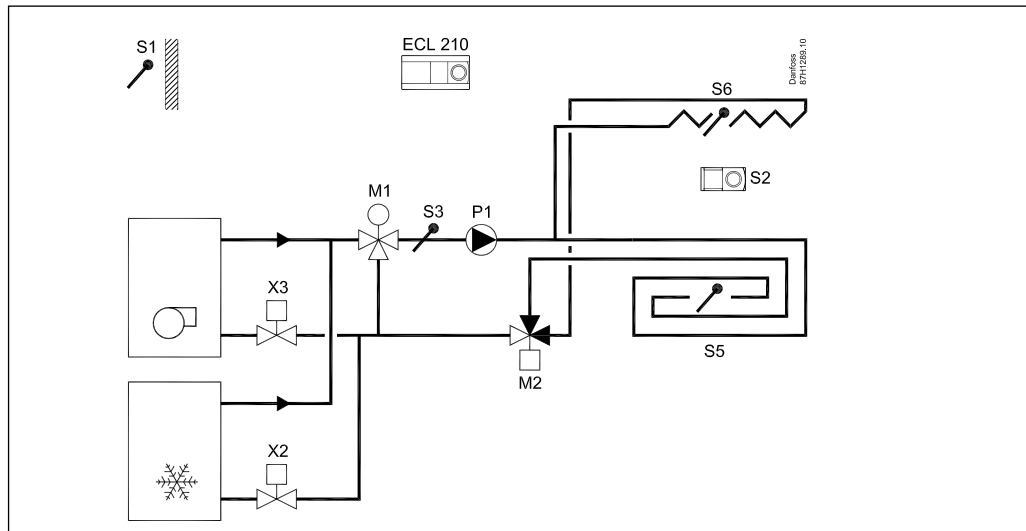 S1
ECL 210
Danfoss
87H1289.10
S6
S2
M1
S3
P1
X3
S5
M2
X2